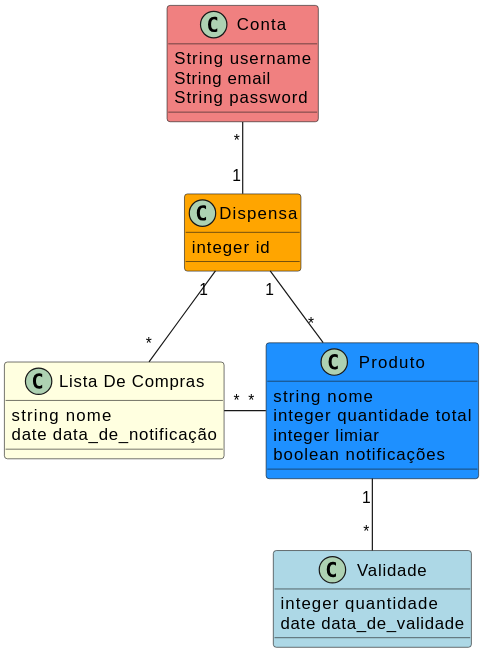 C Conta
String username
String email
String password
*
1
C Dispensa
integer id
1
1
*
*
C Lista De Compras
string nome
date data_de_notificação
* *
C Produto
string nome
integer quantidade total
integer limiar
boolean notificações
1
*
C Validade
integer quantidade
date data_de_validade